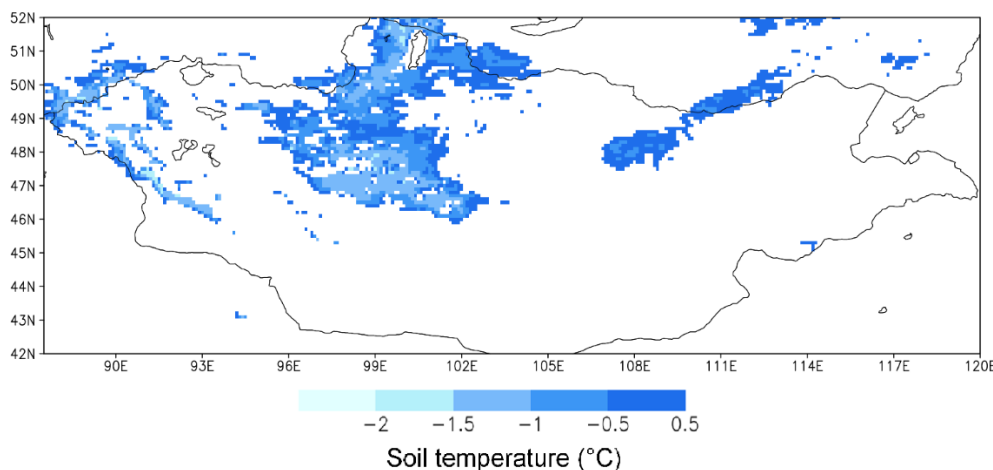 52N
51N
50N
49N
48N
47N
46N
45N
44N
43N
42N
90E 93E 96E 99E 102E 105E 108E 111E 114E 117E 120E
−2 −1.5 −1 −0.5 0.5
Soil temperature (°C)